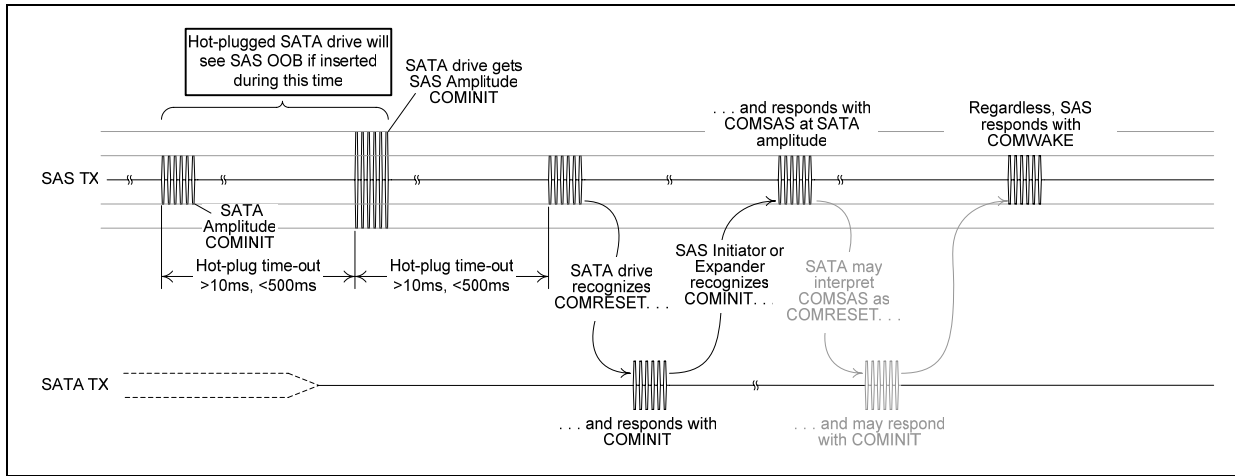 Hot-plugged SATA drive will
see SAS OOB if inserted
during this time
SATA drive gets
SAS Amplitude
COMINIT
. . . and responds with
COMSAS at SATA
amplitude
Regardless, SAS
responds with
COMWAKE
SAS TX
SATA
Amplitude
COMINIT
Hot-plug time-out
>10ms, <500ms
Hot-plug time-out
>10ms, <500ms
SATA drive
recognizes
COMRESET. . .
SAS Initiator or
Expander
recognizes
COMINIT. . .
SATA may
interpret
COMSAS as
COMRESET. . .
SATA TX
. . . and responds with
COMINIT
. . . and may respond
with COMINIT